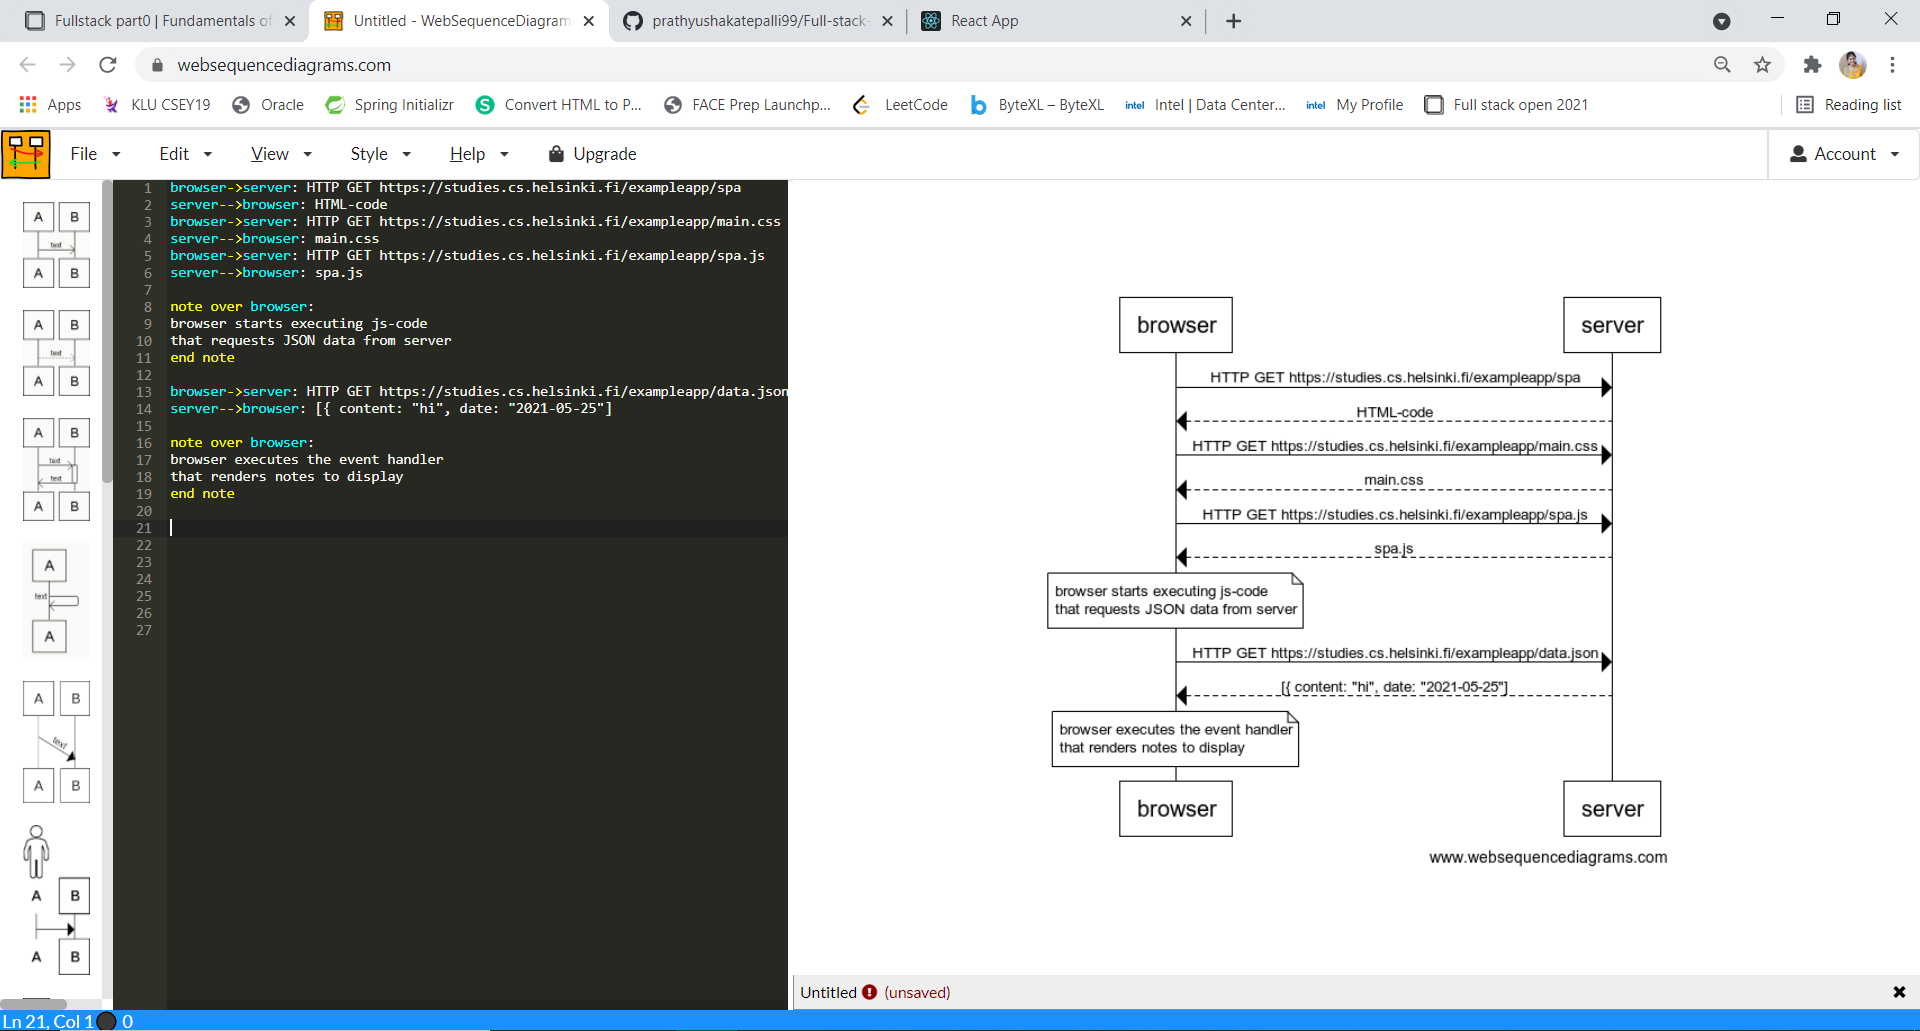 Fullstack part0 | Fundamentals of
Untitled - WebSequenceDiagram
prathyushakatepalli99/Full-stack-
React App
websequencediagrams.com
Apps
KLU CSEY19
Oracle
Spring Initializr
S
Convert HTML to P...
FACE Prep Launchp...
LeetCode
b
ByteXL – ByteXL
intel
Intel | Data Center...
intel
My Profile
Full stack open 2021
Reading list
File
Edit
View
Style
Help
Upgrade
Account
A B
text
A B
A B
text
A B
A B
text
text
A B
A
text
A
A B
text
A B
A B
A B
1 browser->server: HTTP GET https://studies.cs.helsinki.fi/exampleapp/spa
2 server-->browser: HTML-code
3 browser->server: HTTP GET https://studies.cs.helsinki.fi/exampleapp/main.css
4 server-->browser: main.css
5 browser->server: HTTP GET https://studies.cs.helsinki.fi/exampleapp/spa.js
6 server-->browser: spa.js
7
8 note over browser:
9 browser starts executing js-code
10 that requests JSON data from server
11 end note
12
13 browser->server: HTTP GET https://studies.cs.helsinki.fi/exampleapp/data.json
14 server-->browser: [{ content: "hi", date: "2021-05-25"]
15
16 note over browser:
17 browser executes the event handler
18 that renders notes to display
19 end note
20
21
22
23
24
25
26
27
browser server
HTTP GET https://studies.cs.helsinki.fi/exampleapp/spa
HTML-code
HTTP GET https://studies.cs.helsinki.fi/exampleapp/main.css
main.css
HTTP GET https://studies.cs.helsinki.fi/exampleapp/spa.js
spa.js
browser starts executing js-code
that requests JSON data from server
HTTP GET https://studies.cs.helsinki.fi/exampleapp/data.json
[{ content: "hi", date: "2021-05-25"]
browser executes the event handler
that renders notes to display
browser server
www.websequencediagrams.com
Untitled ! (unsaved)
Ln 21, Col 1 0